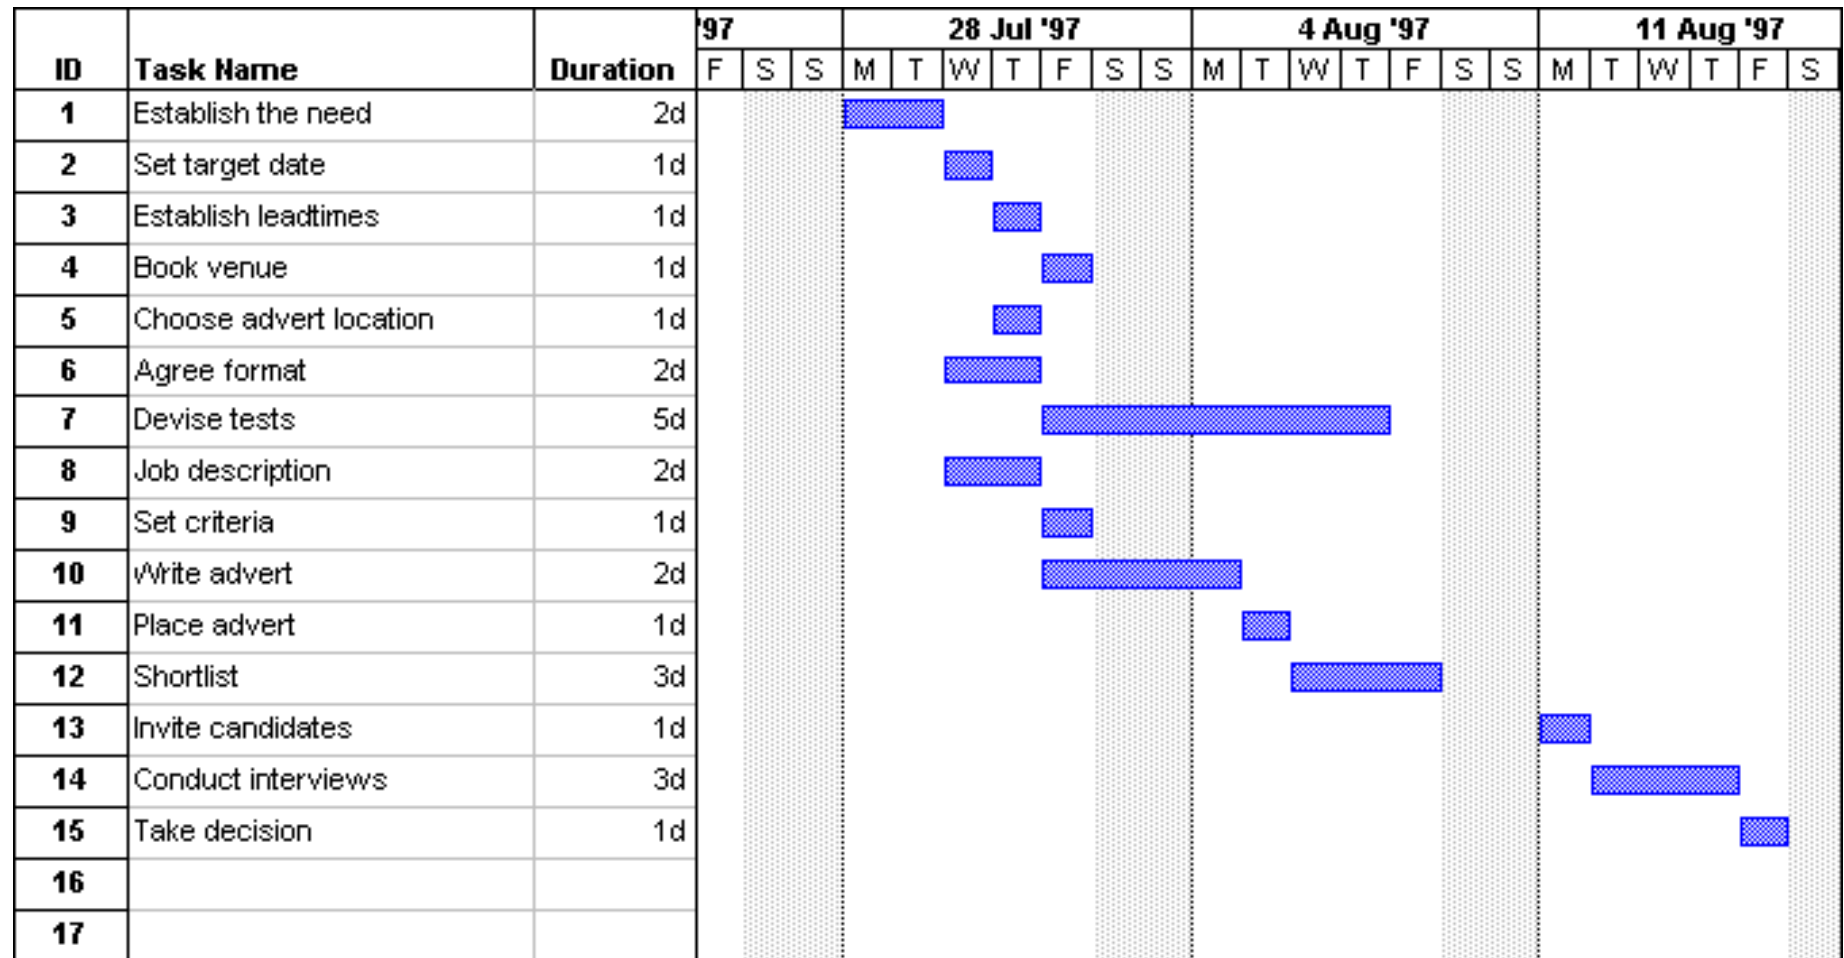 '97 28 Jul '97 4 Aug '97 11 Aug '97
ID Task Name Duration F S S M T W T F S S M T W T F S S M T W T F S
1 Establish the need 2d
2 Set target date 1d
3 Establish leadtimes 1d
4 Book venue 1d
5 Choose advert location 1d
6 Agree format 2d
7 Devise tests 5d
8 Job description 2d
9 Set criteria 1d
10 Write advert 2d
11 Place advert 1d
12 Shortlist 3d
13 Invite candidates 1d
14 Conduct interviews 3d
15 Take decision 1d
16
17